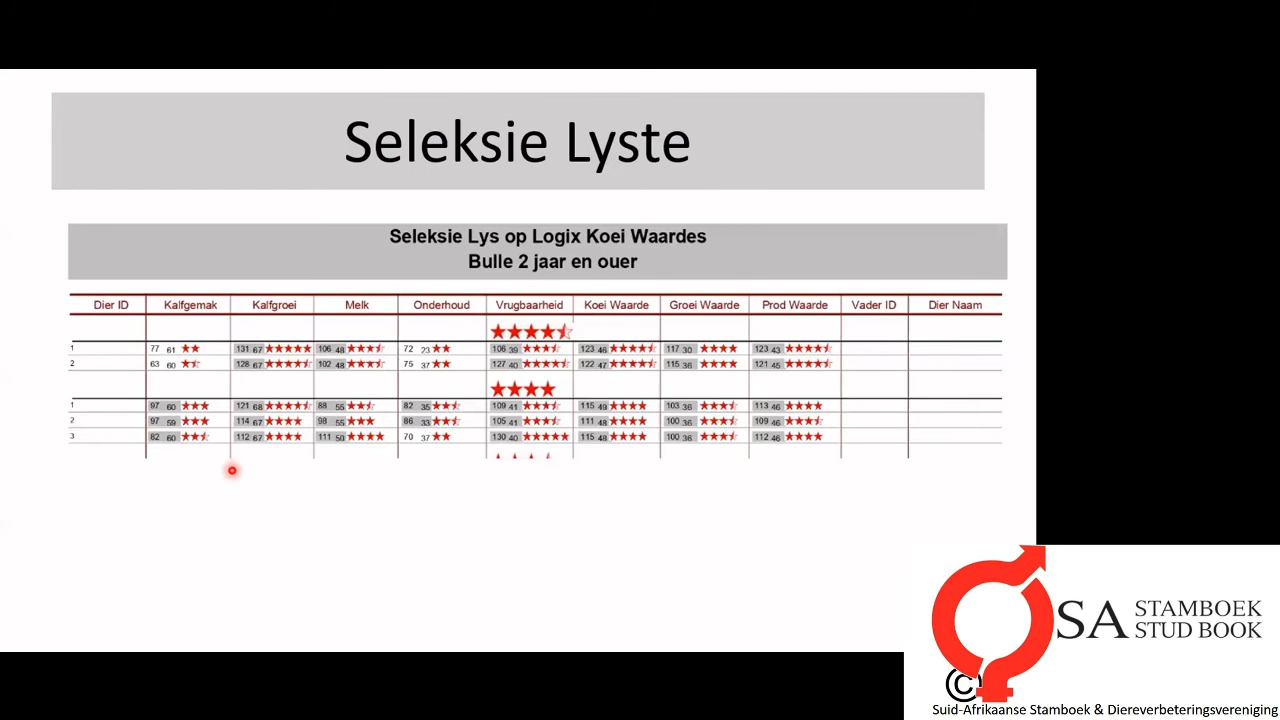 Seleksie Lyste
Seleksie Lys op Logix Koei Waardes
Bulle 2 jaar en ouer
Dier ID Kalfgemak Kalfgroei Melk Onderhoud Vrugbaarheid Koei Waarde Groei Waarde Prod Waarde Vader ID Dier Naam
1 77 61 131 67 106 48 72 23 106 39 123 46 117 30 123 43
2 63 60 128 67 102 48 75 37 127 40 122 47 115 36 121 45
1 97 60 121 68 88 55 82 35 109 41 115 49 103 36 113 46
2 97 59 114 67 98 55 86 33 105 41 111 48 100 36 109 46
3 82 60 112 67 111 50 70 37 130 40 115 48 100 36 112 46
SA STAMBOEK
STUD BOOK
©
Suid-Afrikaanse Stamboek & Diereverbeteringsvereniging